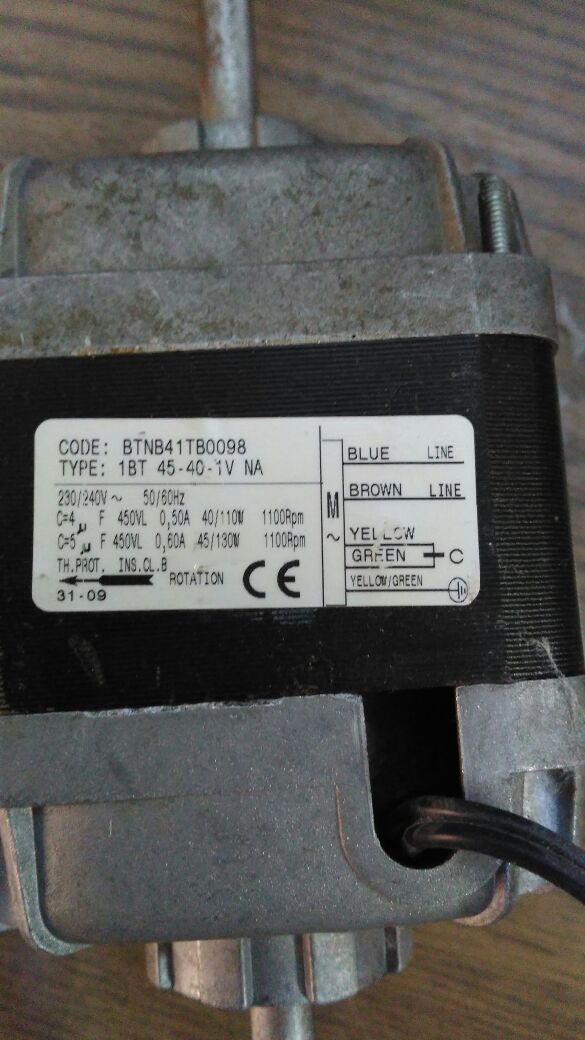 CODE: BTNB41TB0098
TYPE: 1BT 45-40-1V NA
230/240V ~ 50/60Hz
C=4 µ F 450VL 0,50A 40/110W 1100Rpm
C=5 µ F 450VL 0,60A 45/130W 1100Rpm
TH.PROT. INS.CL.B
ROTATION CE
31-09
M
~
BLUE LINE
BROWN LINE
YELLOW
GREEN C
YELLOW/GREEN